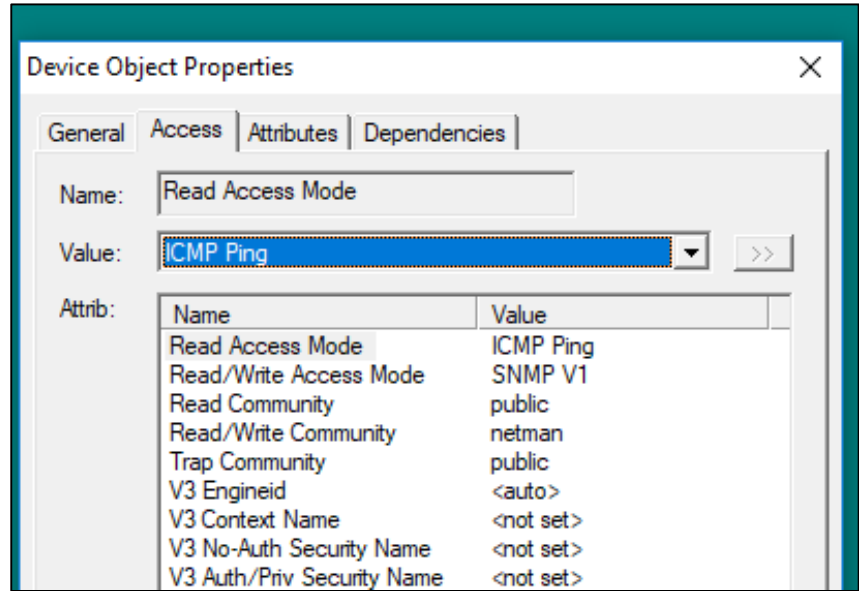 Device Object Properties
General Access Attributes Dependencies
Name: Read Access Mode
Value: ICMP Ping >>
Attrib: Name Value
Read Access Mode ICMP Ping
Read/Write Access Mode SNMP V1
Read Community public
Read/Write Community netman
Trap Community public
V3 Engineid <auto>
V3 Context Name <not set>
V3 No-Auth Security Name <not set>
V3 Auth/Priv Security Name <not set>